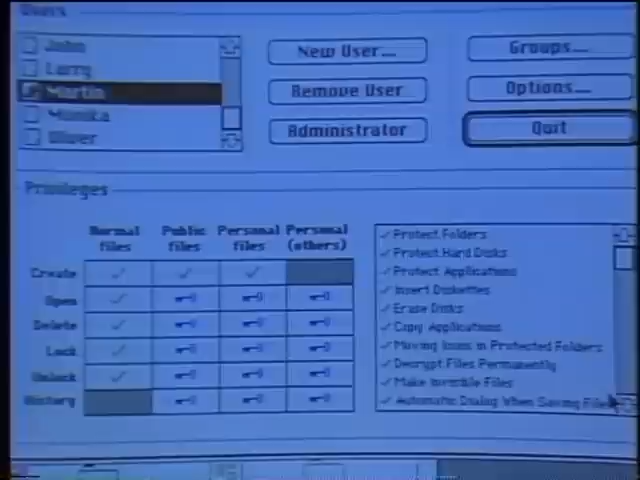 Users
John
Larry
Martin
Monika
Oliver
New User...
Remove User
Administrator
Groups...
Options...
Quit
Privileges
Normal files
Public files
Personal files
Personal (others)
Create
Open
Delete
Lock
Unlock
History
Protect Folders
Protect Hard Disks
Protect Applications
Insert Diskettes
Erase Disks
Copy Applications
Moving Icons in Protected Folders
Decrypt Files Permanently
Make Invisible Files
Automatic Dialog When Saving Files